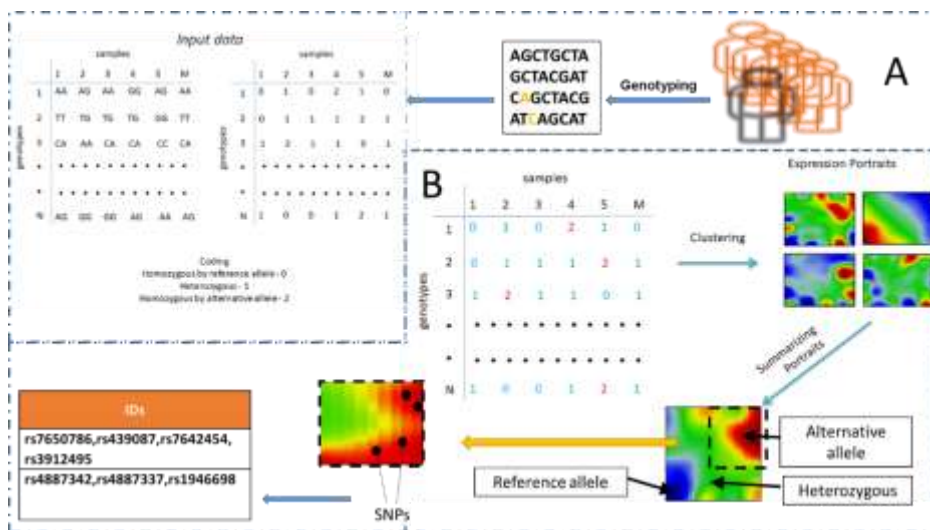 Input data
samples
1 2 3 4 5 M
1 AA AG AA GG AG AA
2 TT TG TG TG GG TT
3 CA AA CA CA CC CA
N AG GG GG AG AA AG
genotypes
samples
1 2 3 4 5 M
1 0 1 0 2 1 0
2 0 1 1 1 2 1
3 1 2 1 1 0 1
N 1 0 0 1 2 1
genotypes
Coding
Homozygous by reference allele - 0
Heterozygous - 1
Homozygous by alternative allele - 2
AGCTGCTA
GCTACGAT
CAGCTACG
ATCAGCAT
Genotyping
A
B
samples
1 2 3 4 5 M
1 0 1 0 2 1 0
2 0 1 1 1 2 1
3 1 2 1 1 0 1
N 1 0 0 1 2 1
genotypes
Clustering
Expression Portraits
Summarizing
Portraits
Alternative
allele
Reference allele
Heterozygous
SNPs
IDs
rs7650786,rs439087,rs7642454,
rs3912495
rs4887342,rs4887337,rs1946698